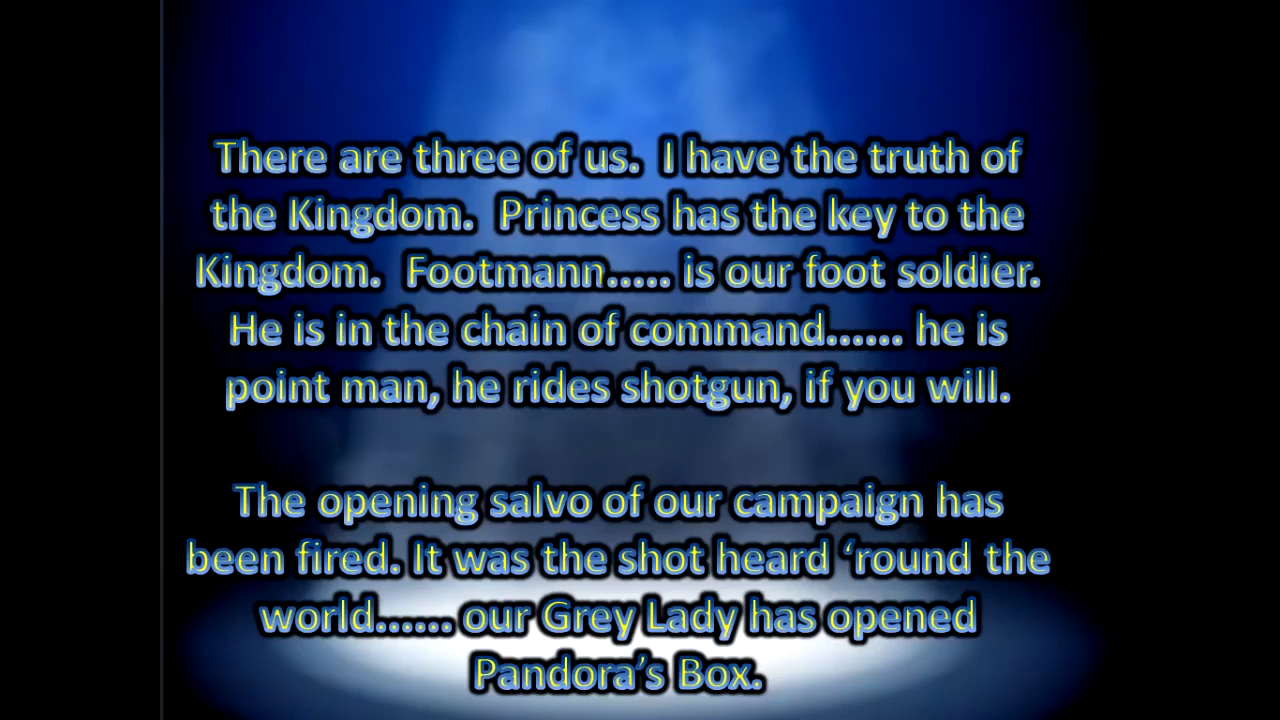 There are three of us.  I have the truth of
the Kingdom.  Princess has the key to the
Kingdom.  Footmann..... is our foot soldier.
He is in the chain of command...... he is
point man, he rides shotgun, if you will.
The opening salvo of our campaign has
been fired. It was the shot heard ‘round the
world...... our Grey Lady has opened
Pandora’s Box.